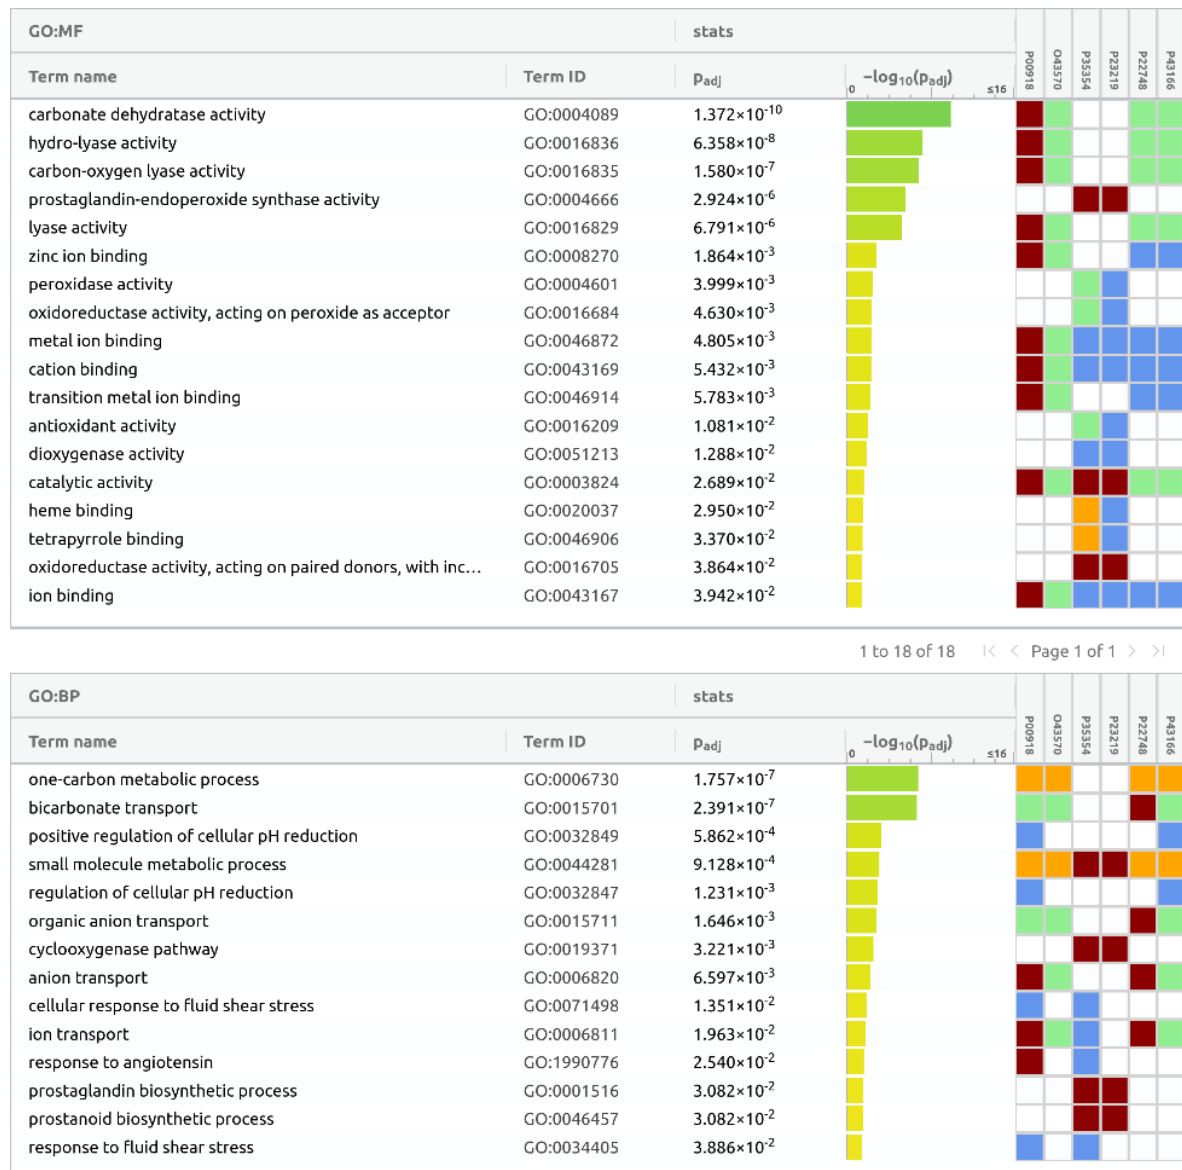 GO:MF stats
Term name Term ID padj −log10(padj) P00918 O43570 P35354 P23219 P22748 P43166
0 ≤16
carbonate dehydratase activity GO:0004089 1.372×10-10
hydro-lyase activity GO:0016836 6.358×10-8
carbon-oxygen lyase activity GO:0016835 1.580×10-7
prostaglandin-endoperoxide synthase activity GO:0004666 2.924×10-6
lyase activity GO:0016829 6.791×10-6
zinc ion binding GO:0008270 1.864×10-3
peroxidase activity GO:0004601 3.999×10-3
oxidoreductase activity, acting on peroxide as acceptor GO:0016684 4.630×10-3
metal ion binding GO:0046872 4.805×10-3
cation binding GO:0043169 5.432×10-3
transition metal ion binding GO:0046914 5.783×10-3
antioxidant activity GO:0016209 1.081×10-2
dioxygenase activity GO:0051213 1.288×10-2
catalytic activity GO:0003824 2.689×10-2
heme binding GO:0020037 2.950×10-2
tetrapyrrole binding GO:0046906 3.370×10-2
oxidoreductase activity, acting on paired donors, with inc... GO:0016705 3.864×10-2
ion binding GO:0043167 3.942×10-2
1 to 18 of 18 |< < Page 1 of 1 > >|
GO:BP stats
Term name Term ID padj −log10(padj) P00918 O43570 P35354 P23219 P22748 P43166
0 ≤16
one-carbon metabolic process GO:0006730 1.757×10-7
bicarbonate transport GO:0015701 2.391×10-7
positive regulation of cellular pH reduction GO:0032849 5.862×10-4
small molecule metabolic process GO:0044281 9.128×10-4
regulation of cellular pH reduction GO:0032847 1.231×10-3
organic anion transport GO:0015711 1.646×10-3
cyclooxygenase pathway GO:0019371 3.221×10-3
anion transport GO:0006820 6.597×10-3
cellular response to fluid shear stress GO:0071498 1.351×10-2
ion transport GO:0006811 1.963×10-2
response to angiotensin GO:1990776 2.540×10-2
prostaglandin biosynthetic process GO:0001516 3.082×10-2
prostanoid biosynthetic process GO:0046457 3.082×10-2
response to fluid shear stress GO:0034405 3.886×10-2